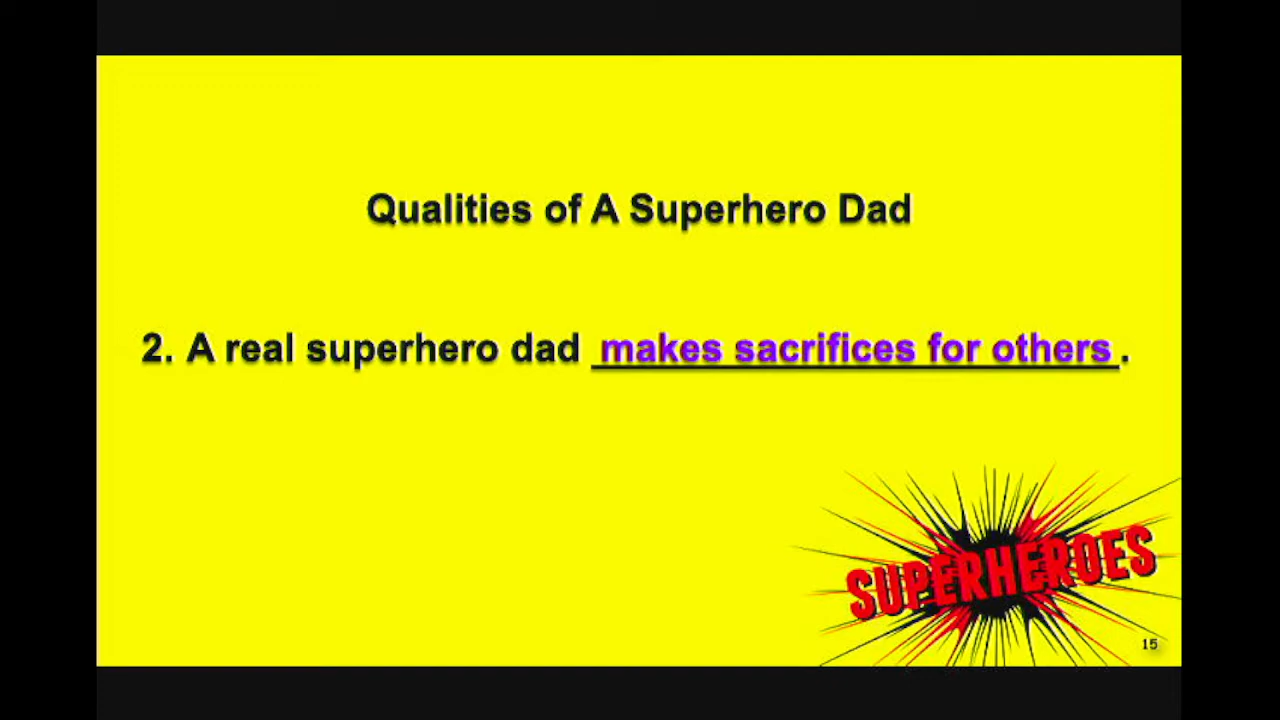 Qualities of A Superhero Dad
2. A real superhero dad makes sacrifices for others.
SUPERHEROES
15